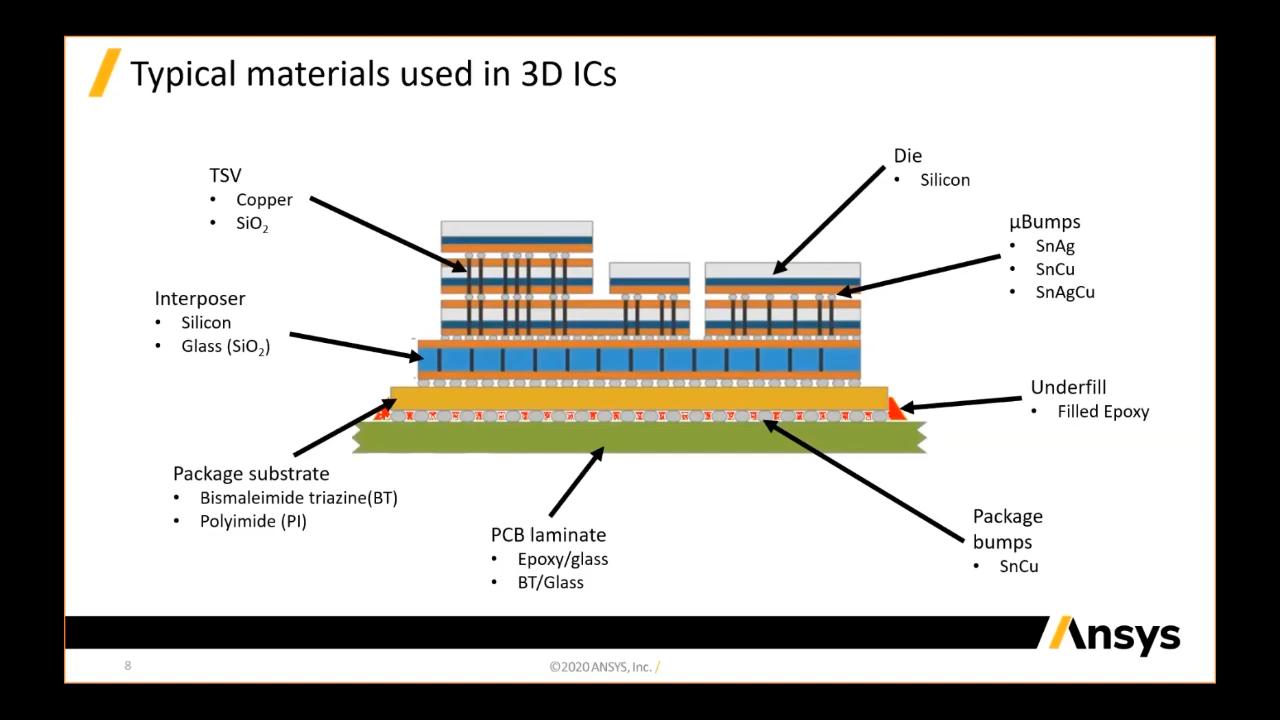 Typical materials used in 3D ICs
TSV
• Copper
• SiO₂
Interposer
• Silicon
• Glass (SiO₂)
Package substrate
• Bismaleimide triazine(BT)
• Polyimide (PI)
PCB laminate
• Epoxy/glass
• BT/Glass
Die
• Silicon
µBumps
• SnAg
• SnCu
• SnAgCu
Underfill
• Filled Epoxy
Package
bumps
• SnCu
Ansys
8
©2020 ANSYS, Inc. /